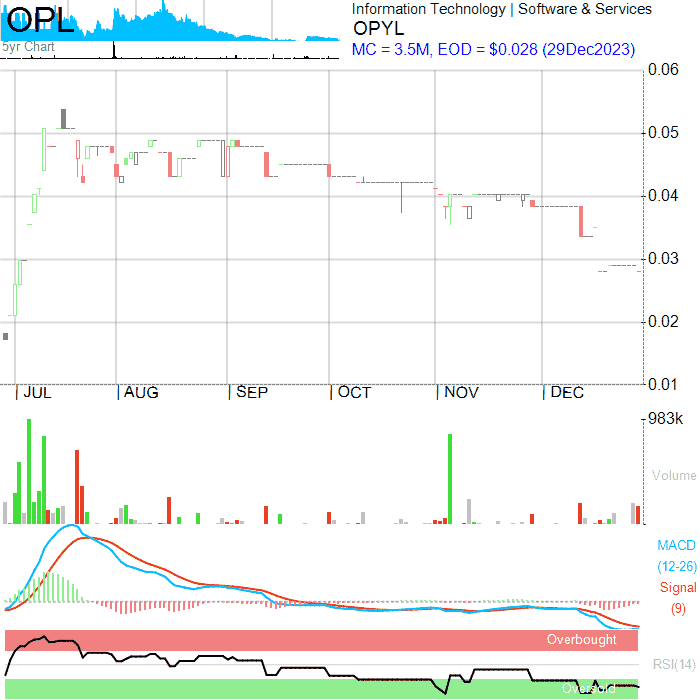 OPL
5yr Chart
Information Technology | Software & Services
OPYL
MC = 3.5M, EOD = $0.028 (29Dec2023)
0.06
0.05
0.04
0.03
0.02
0.01
JUL AUG SEP OCT NOV DEC
983k
Volume
MACD
(12-26)
Signal
(9)
Overbought
RSI(14)
Oversold